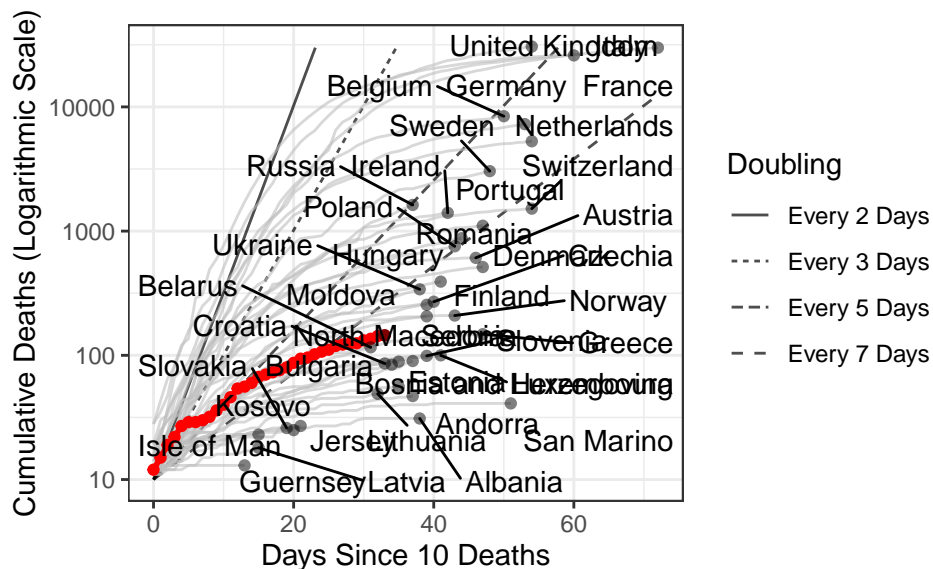 United Kingdom
Italy
Belgium
Germany
France
10000
Sweden
Netherlands
Russia
Ireland
Switzerland
Poland
Portugal
Austria
1000
Romania
Ukraine
Hungary
Denmark
Czechia
Belarus
Moldova
Finland
Norway
Croatia
North Macedonia
Serbia
Slovenia
Greece
100
Slovakia
Bulgaria
Bosnia and Herzegovina
Estonia
Luxembourg
Kosovo
Andorra
Isle of Man
Jersey
Lithuania
San Marino
10
Guernsey
Latvia
Albania
0
20
40
60
Days Since 10 Deaths
Cumulative Deaths (Logarithmic Scale)
Doubling
Every 2 Days
Every 3 Days
Every 5 Days
Every 7 Days